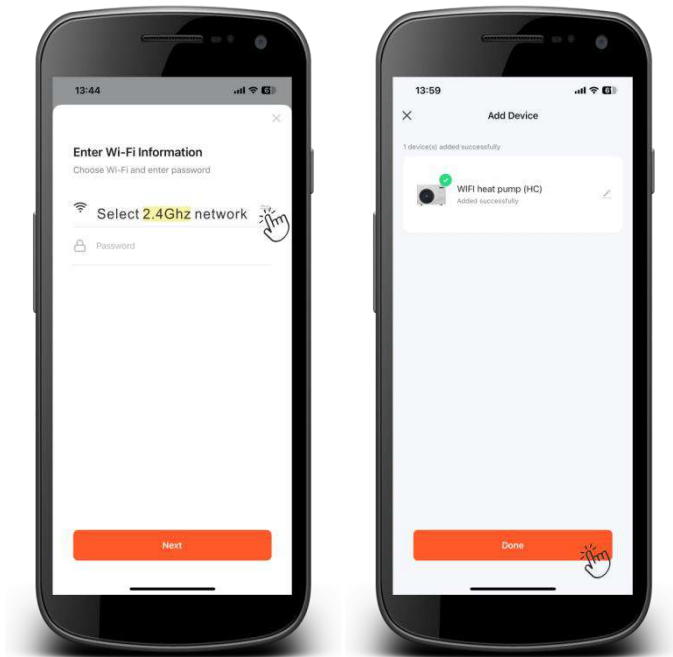 13:44
Enter Wi-Fi Information
Choose Wi-Fi and enter password
Select 2.4Ghz network
Password
Next
13:59
Add Device
1 device(s) added successfully
WIFI heat pump (HC)
Added successfully
Done